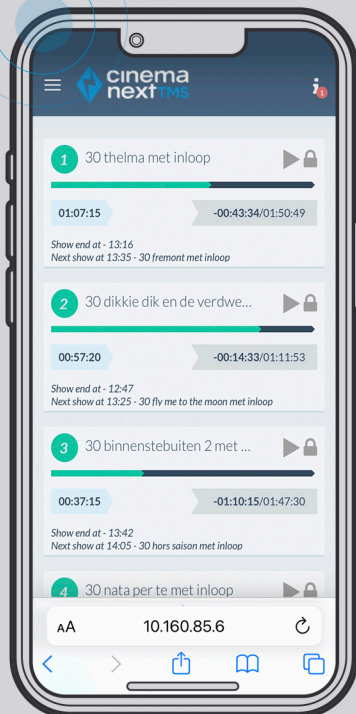 cinema
nextTMS
1
1 30 thelma met inloop
01:07:15 -00:43:34/01:50:49
Show end at - 13:16
Next show at 13:35 - 30 fremont met inloop
2 30 dikkie dik en de verdwe...
00:57:20 -00:14:33/01:11:53
Show end at - 12:47
Next show at 13:25 - 30 fly me to the moon met inloop
3 30 binnenstebuiten 2 met ...
00:37:15 -01:10:15/01:47:30
Show end at - 13:42
Next show at 14:05 - 30 hors saison met inloop
4 30 nata per te met inloop
AA 10.160.85.6